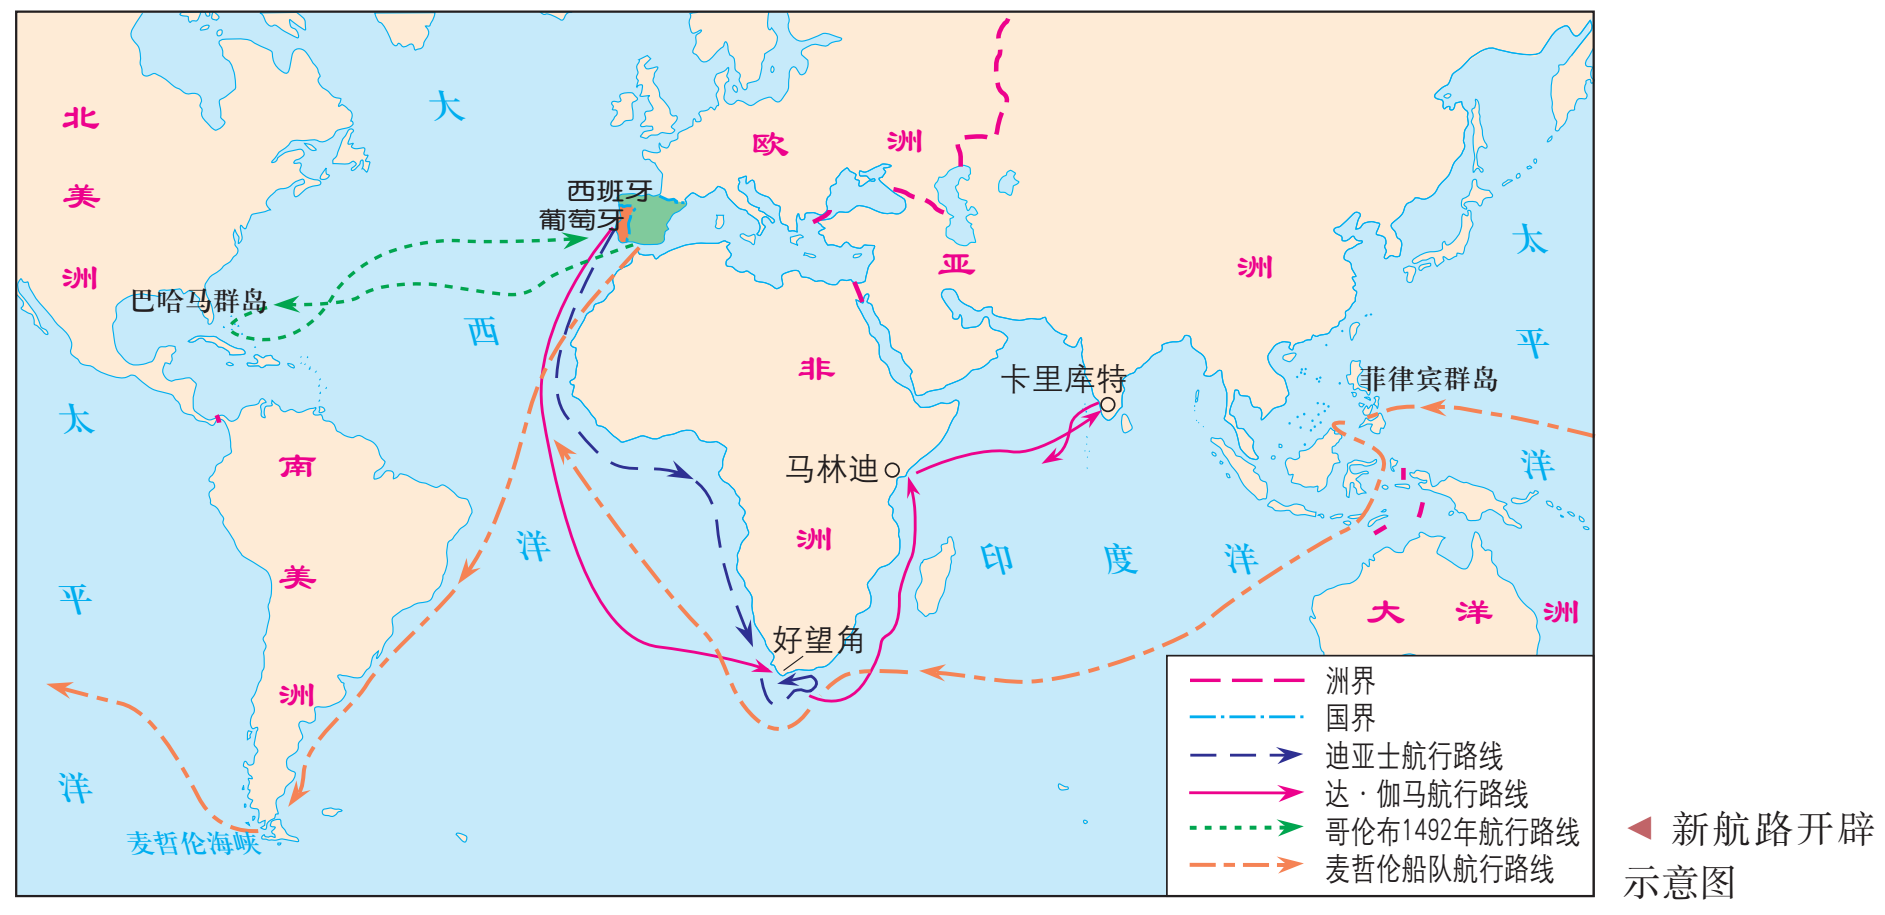 北美洲
大西洋
欧洲
亚洲
西班牙
葡萄牙
巴哈马群岛
太平洋
非洲
卡里库特
菲律宾群岛
太平洋
南美洲
马林迪
印度洋
好望角
大洋洲
麦哲伦海峡
洲界
国界
迪亚士航行路线
达·伽马航行路线
哥伦布1492年航行路线
麦哲伦船队航行路线
新航路开辟
示意图